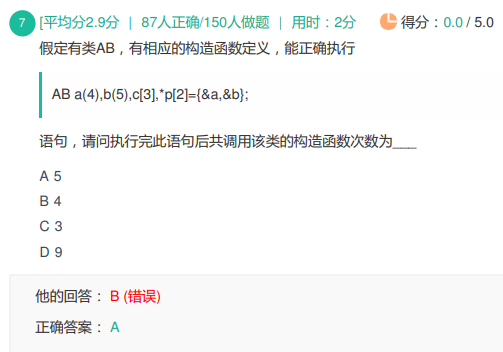 7 [平均分2.9分 | 87人正确/150人做题 | 用时：2分 得分：0.0 / 5.0
假定有类AB，有相应的构造函数定义，能正确执行
AB a(4),b(5),c[3],*p[2]={&a,&b};
语句，请问执行完此语句后共调用该类的构造函数次数为___
A 5
B 4
C 3
D 9
他的回答： B (错误)
正确答案： A